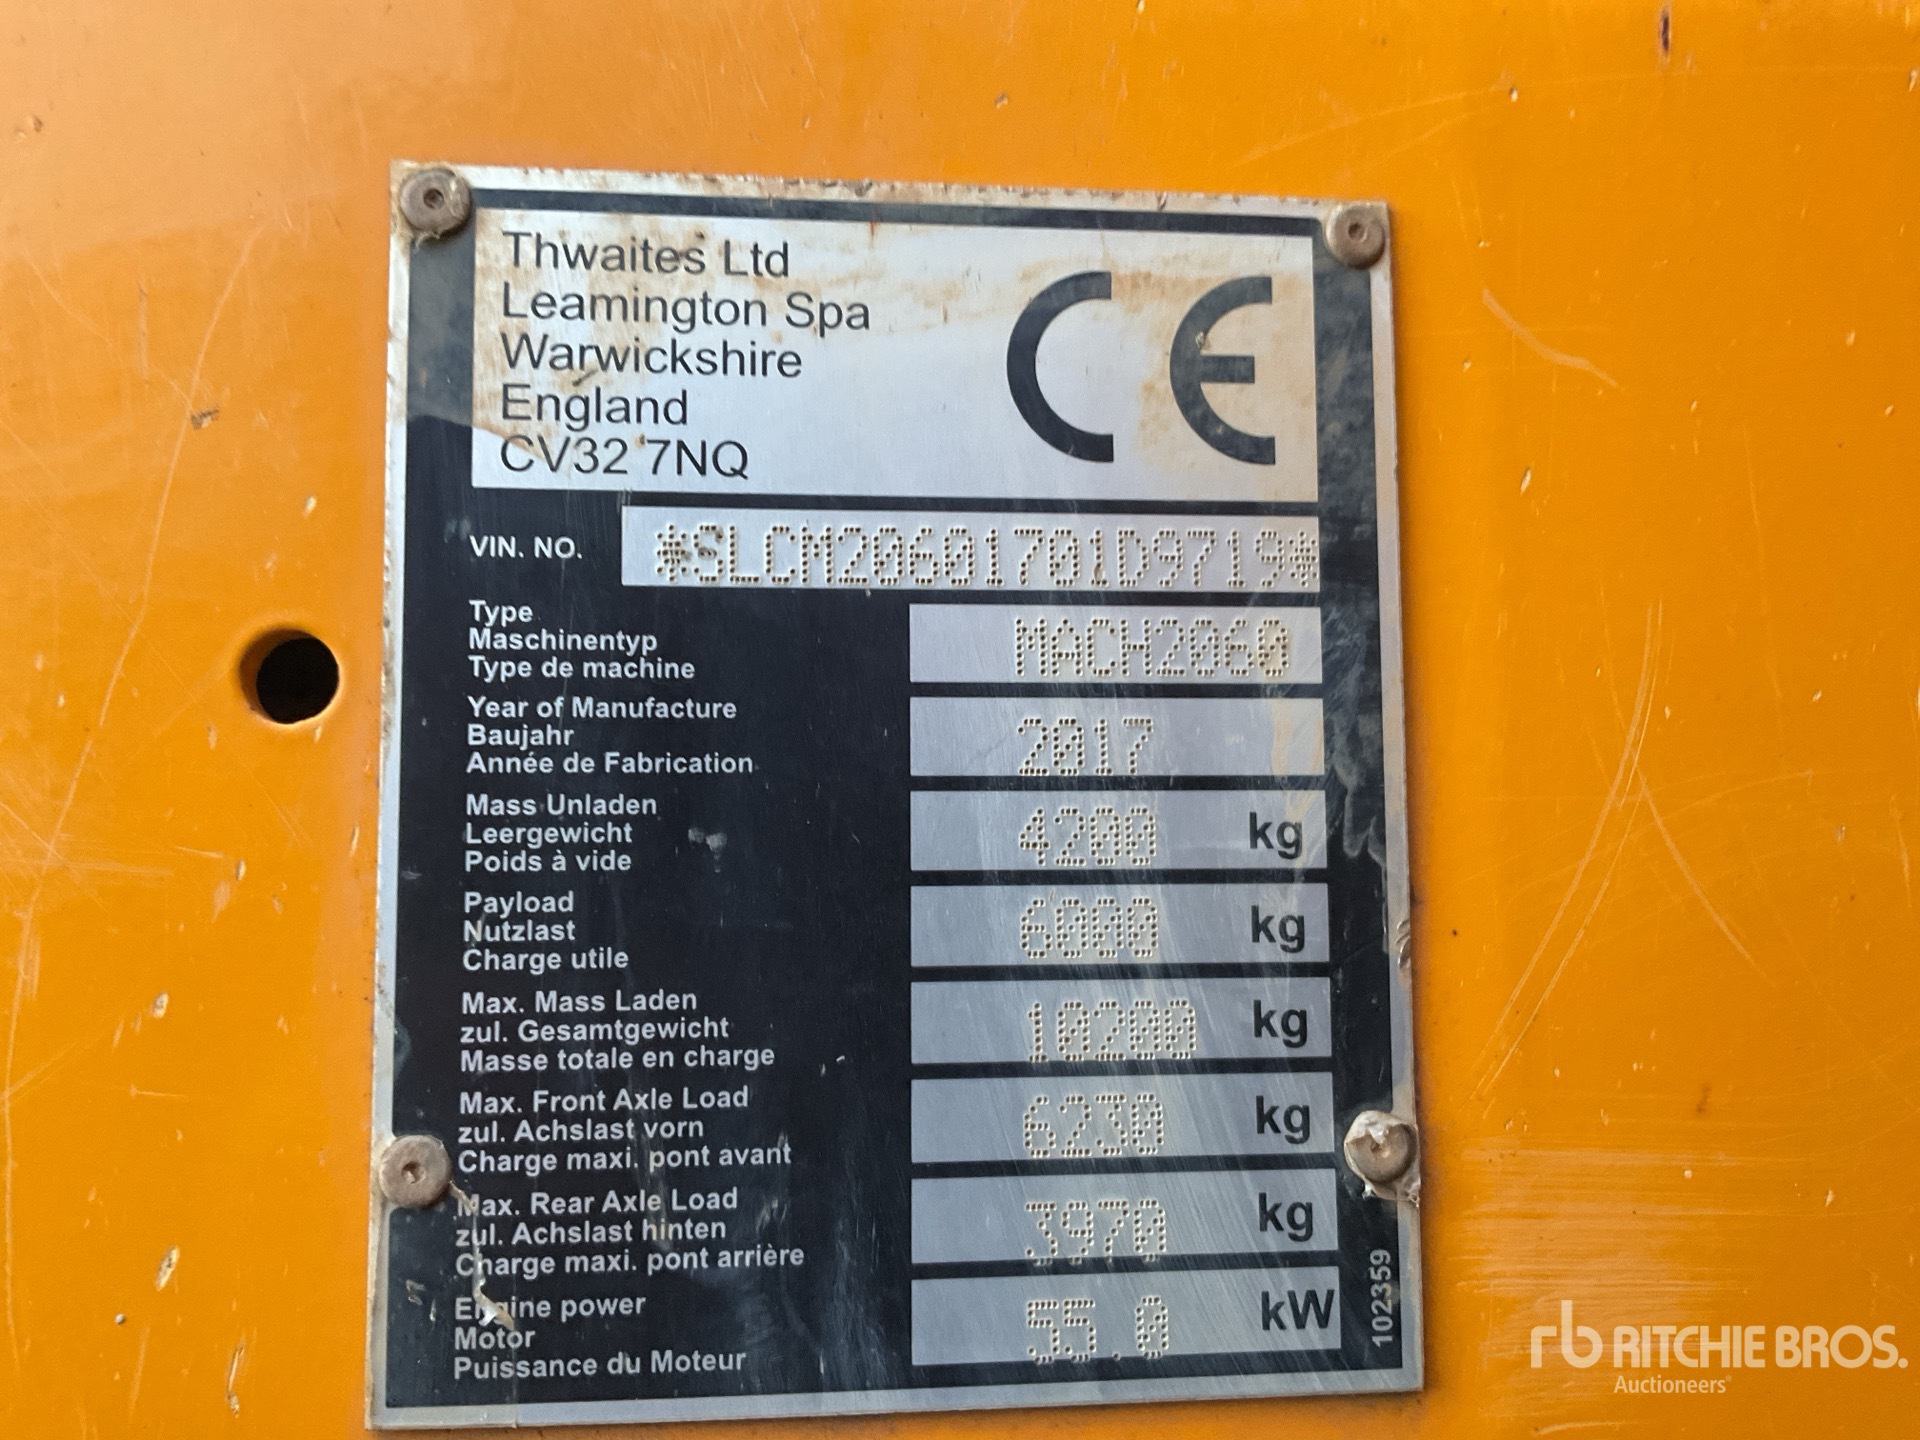 Thwaites Ltd
Leamington Spa
Warwickshire
England
CV32 7NQ
CE
VIN. NO. *SLCM20601701D9719*
Type
Maschinentyp
Type de machine
MACH2060
Year of Manufacture
Baujahr
Année de Fabrication
2017
Mass Unladen
Leergewicht
Poids à vide
4200 kg
Payload
Nutzlast
Charge utile
6000 kg
Max. Mass Laden
zul. Gesamtgewicht
Masse totale en charge
10200 kg
Max. Front Axle Load
zul. Achslast vorn
Charge maxi. pont avant
6230 kg
Max. Rear Axle Load
zul. Achslast hinten
Charge maxi. pont arrière
3970 kg
Engine power
Motor
Puissance du Moteur
55.0 kW
102359
rb RITCHIE BROS.
Auctioneers